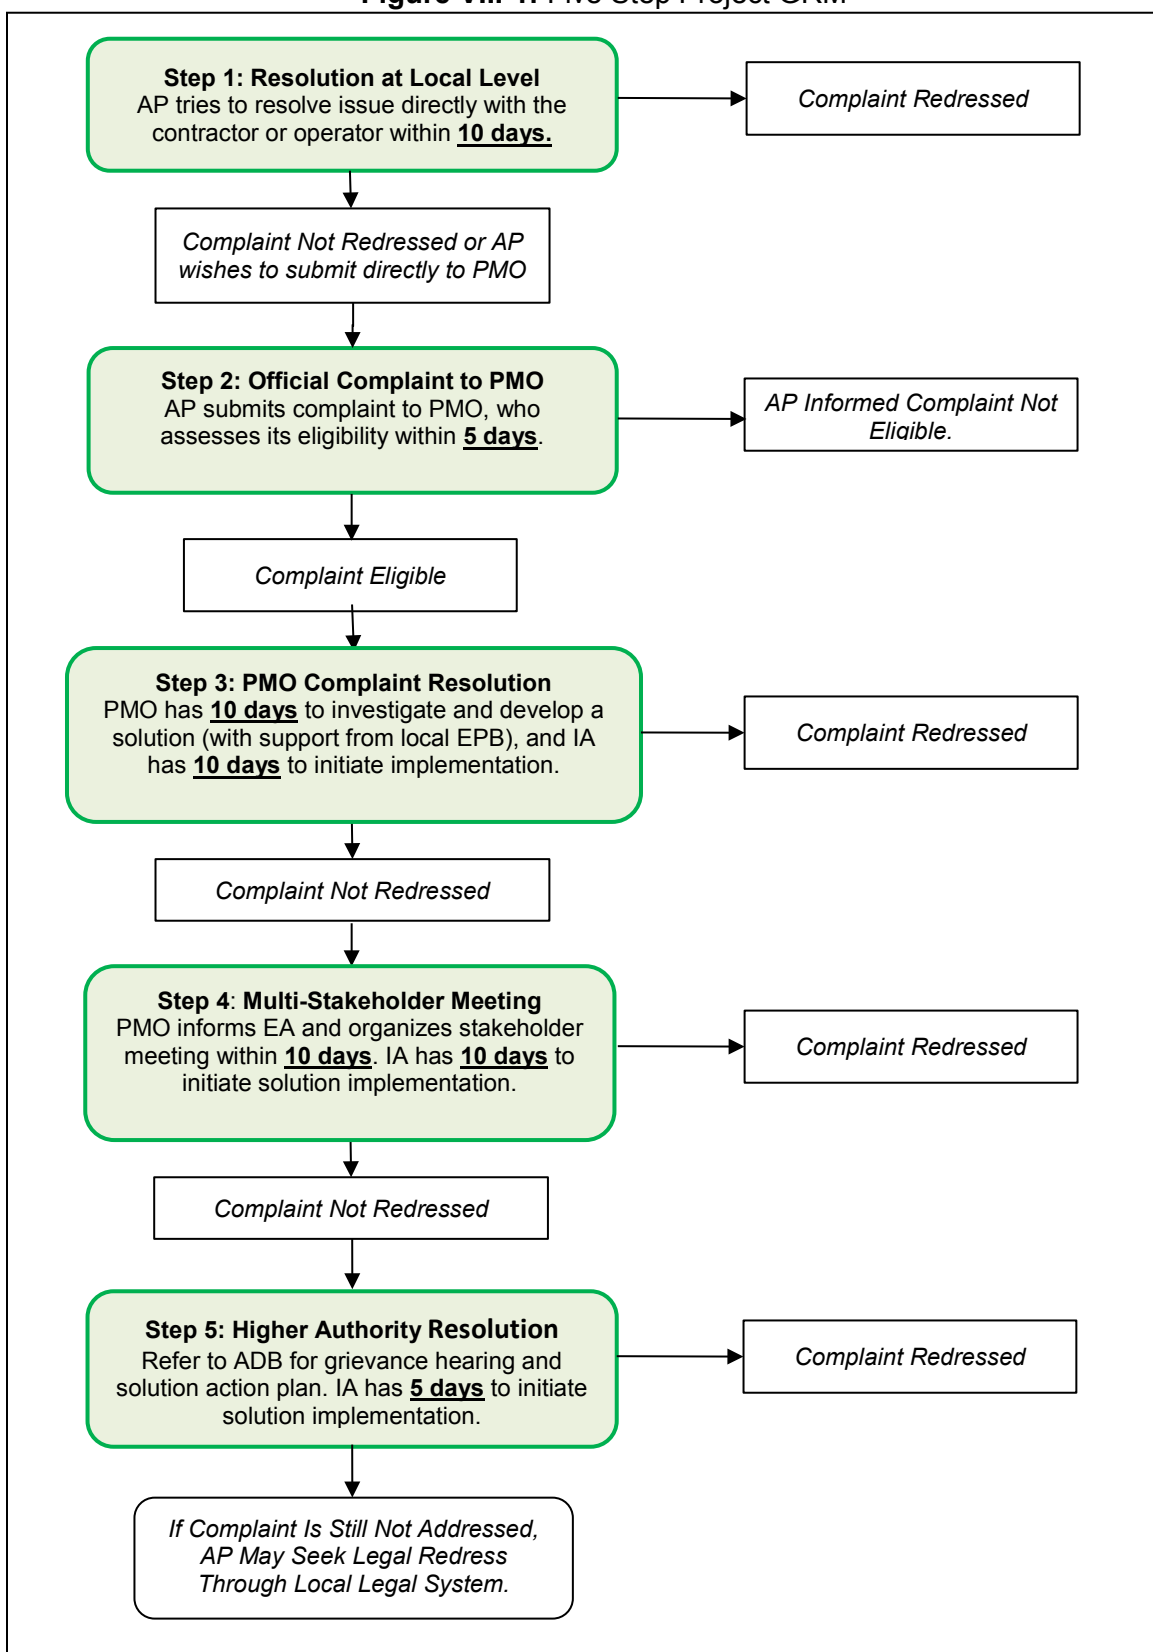 Figure VIII-1: Five Step Project GRM
Step 1: Resolution at Local Level
AP tries to resolve issue directly with the
contractor or operator within 10 days.
Complaint Redressed
Complaint Not Redressed or AP
wishes to submit directly to PMO
Step 2: Official Complaint to PMO
AP submits complaint to PMO, who
assesses its eligibility within 5 days.
AP Informed Complaint Not
Eligible.
Complaint Eligible
Step 3: PMO Complaint Resolution
PMO has 10 days to investigate and develop a
solution (with support from local EPB), and IA
has 10 days to initiate implementation.
Complaint Redressed
Complaint Not Redressed
Step 4: Multi-Stakeholder Meeting
PMO informs EA and organizes stakeholder
meeting within 10 days. IA has 10 days to
initiate solution implementation.
Complaint Redressed
Complaint Not Redressed
Step 5: Higher Authority Resolution
Refer to ADB for grievance hearing and
solution action plan. IA has 5 days to initiate
solution implementation.
Complaint Redressed
If Complaint Is Still Not Addressed,
AP May Seek Legal Redress
Through Local Legal System.